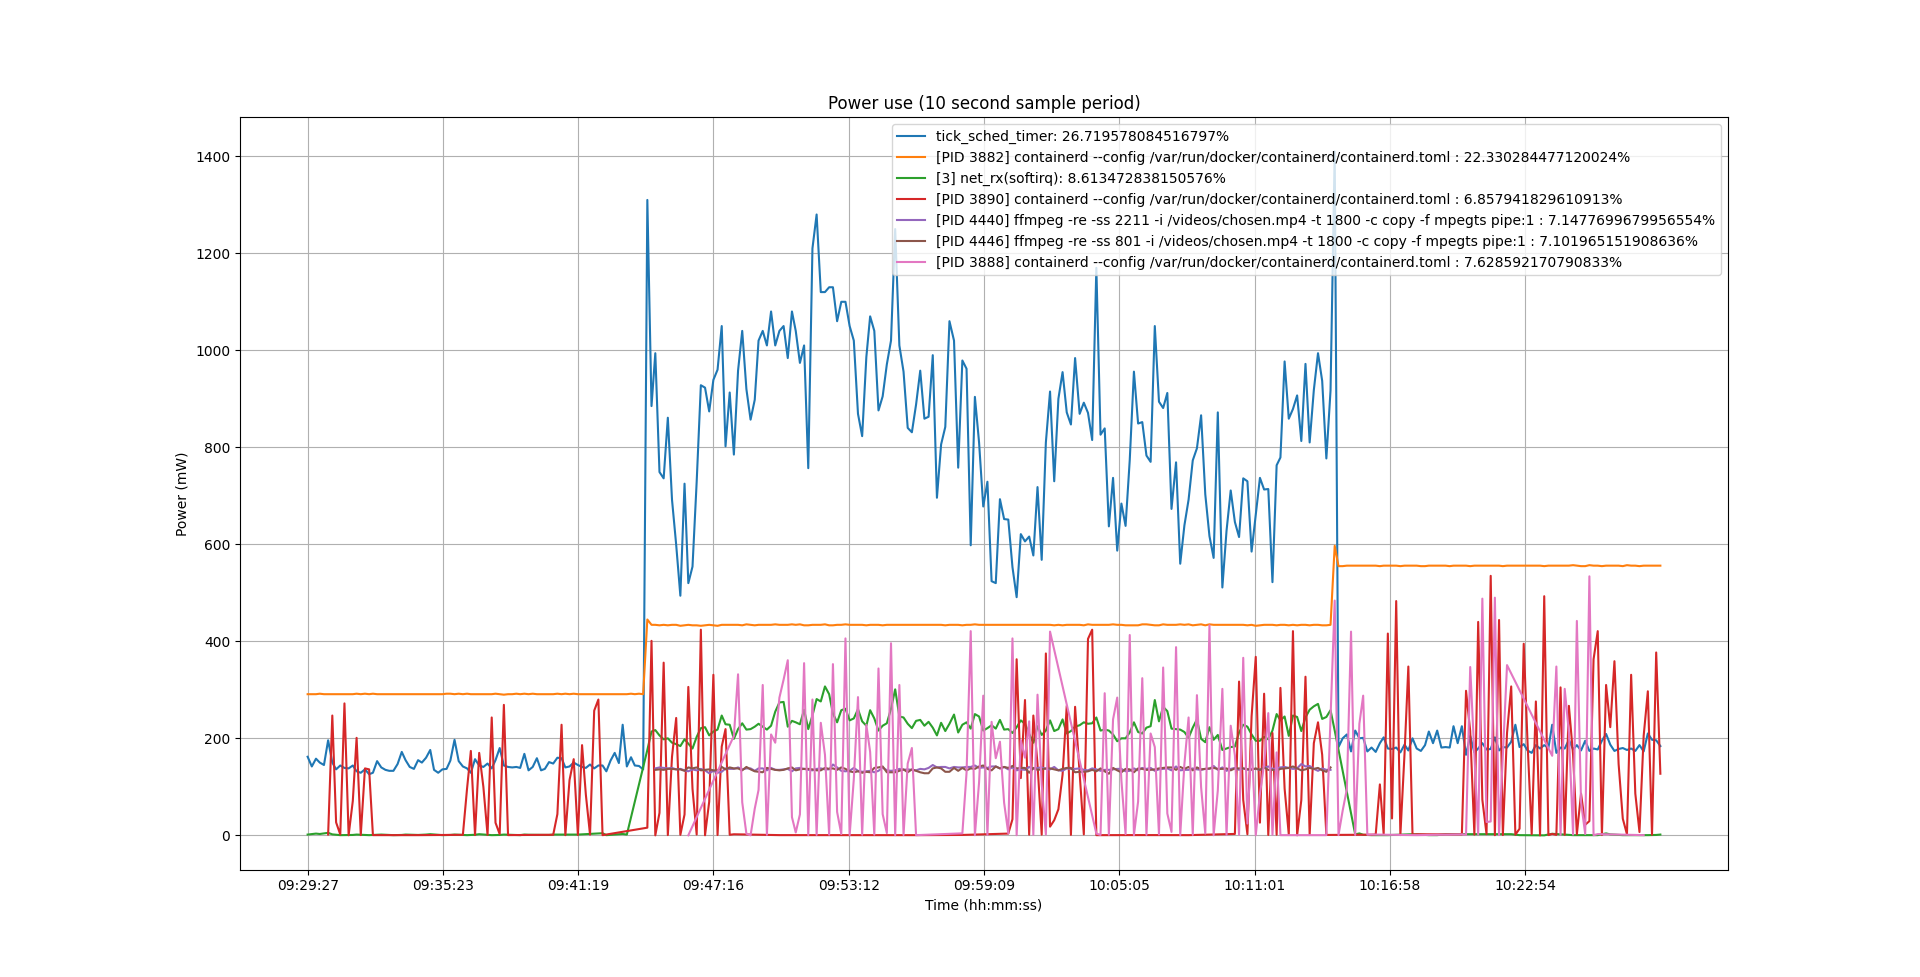 Power use (10 second sample period)
tick_sched_timer: 26.719578084516797%
[PID 3882] containerd --config /var/run/docker/containerd/containerd.toml : 22.330284477120024%
[3] net_rx(softirq): 8.613472838150576%
[PID 3890] containerd --config /var/run/docker/containerd/containerd.toml : 6.857941829610913%
[PID 4440] ffmpeg -re -ss 2211 -i /videos/chosen.mp4 -t 1800 -c copy -f mpegts pipe:1 : 7.1477699679956554%
[PID 4446] ffmpeg -re -ss 801 -i /videos/chosen.mp4 -t 1800 -c copy -f mpegts pipe:1 : 7.101965151908636%
[PID 3888] containerd --config /var/run/docker/containerd/containerd.toml : 7.628592170790833%
1400
1200
1000
800
600
400
200
0
Power (mW)
09:29:27 09:35:23 09:41:19 09:47:16 09:53:12 09:59:09 10:05:05 10:11:01 10:16:58 10:22:54
Time (hh:mm:ss)